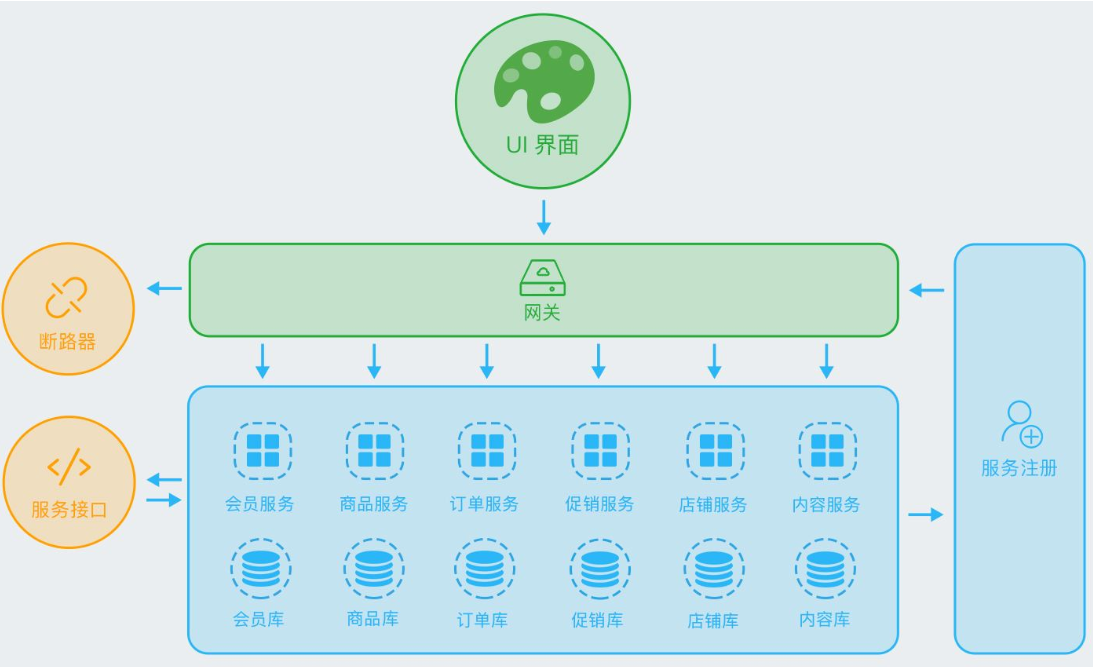 UI 界面
网关
断路器
服务接口
会员服务
商品服务
订单服务
促销服务
店铺服务
内容服务
会员库
商品库
订单库
促销库
店铺库
内容库
服务注册